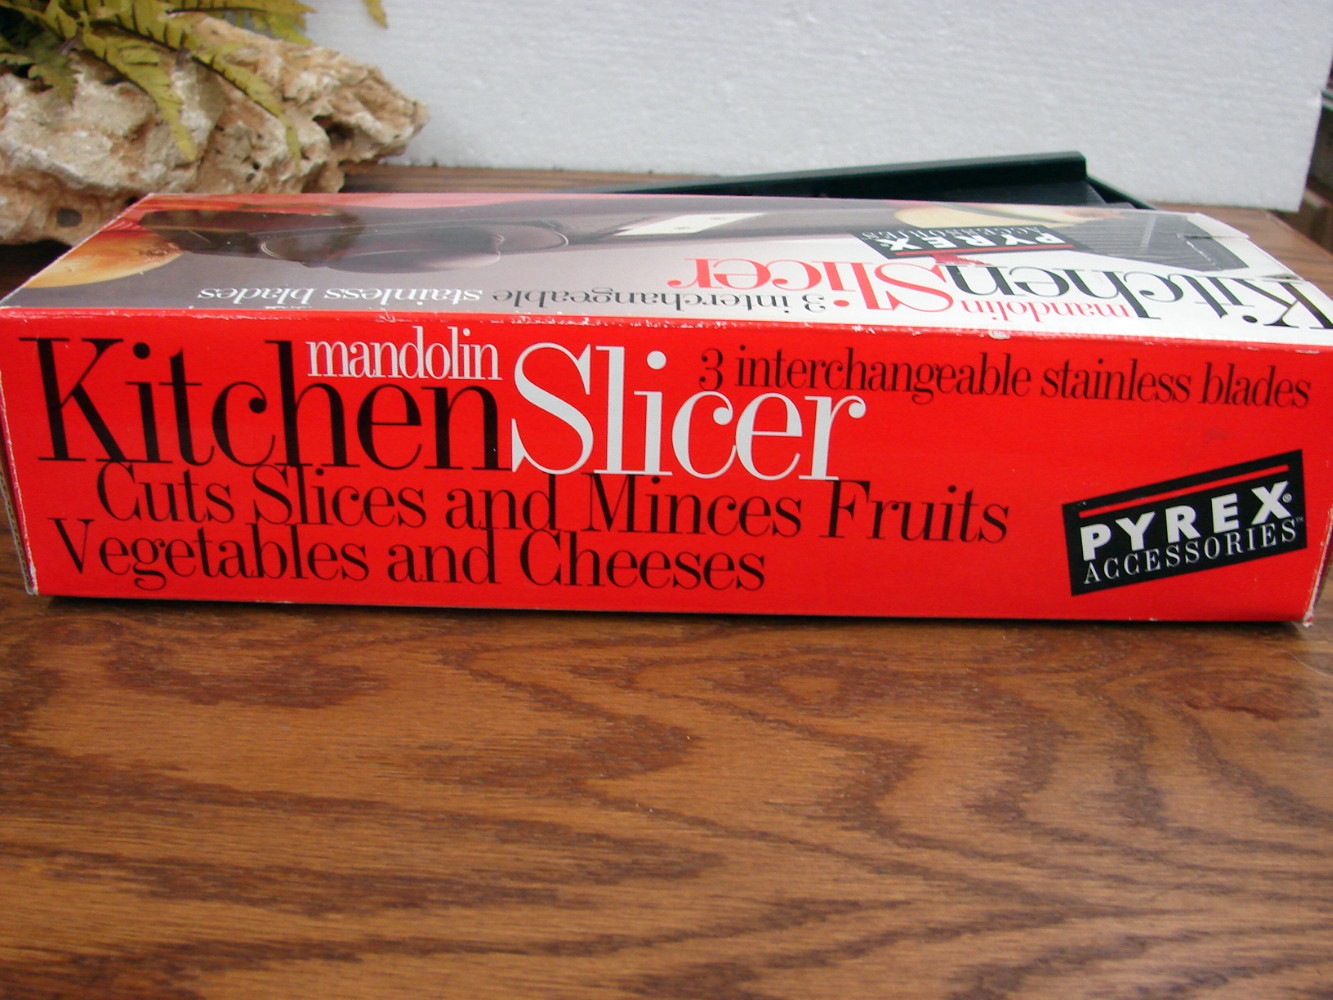 mandolin
KitchenSlicer
3 interchangeable stainless blades
Cuts Slices and Minces Fruits
Vegetables and Cheeses
PYREX®
ACCESSORIES™
PYREX®
ACCESSORIES
Kitchen Slicer
mandolin
3 interchangeable
stainless blades